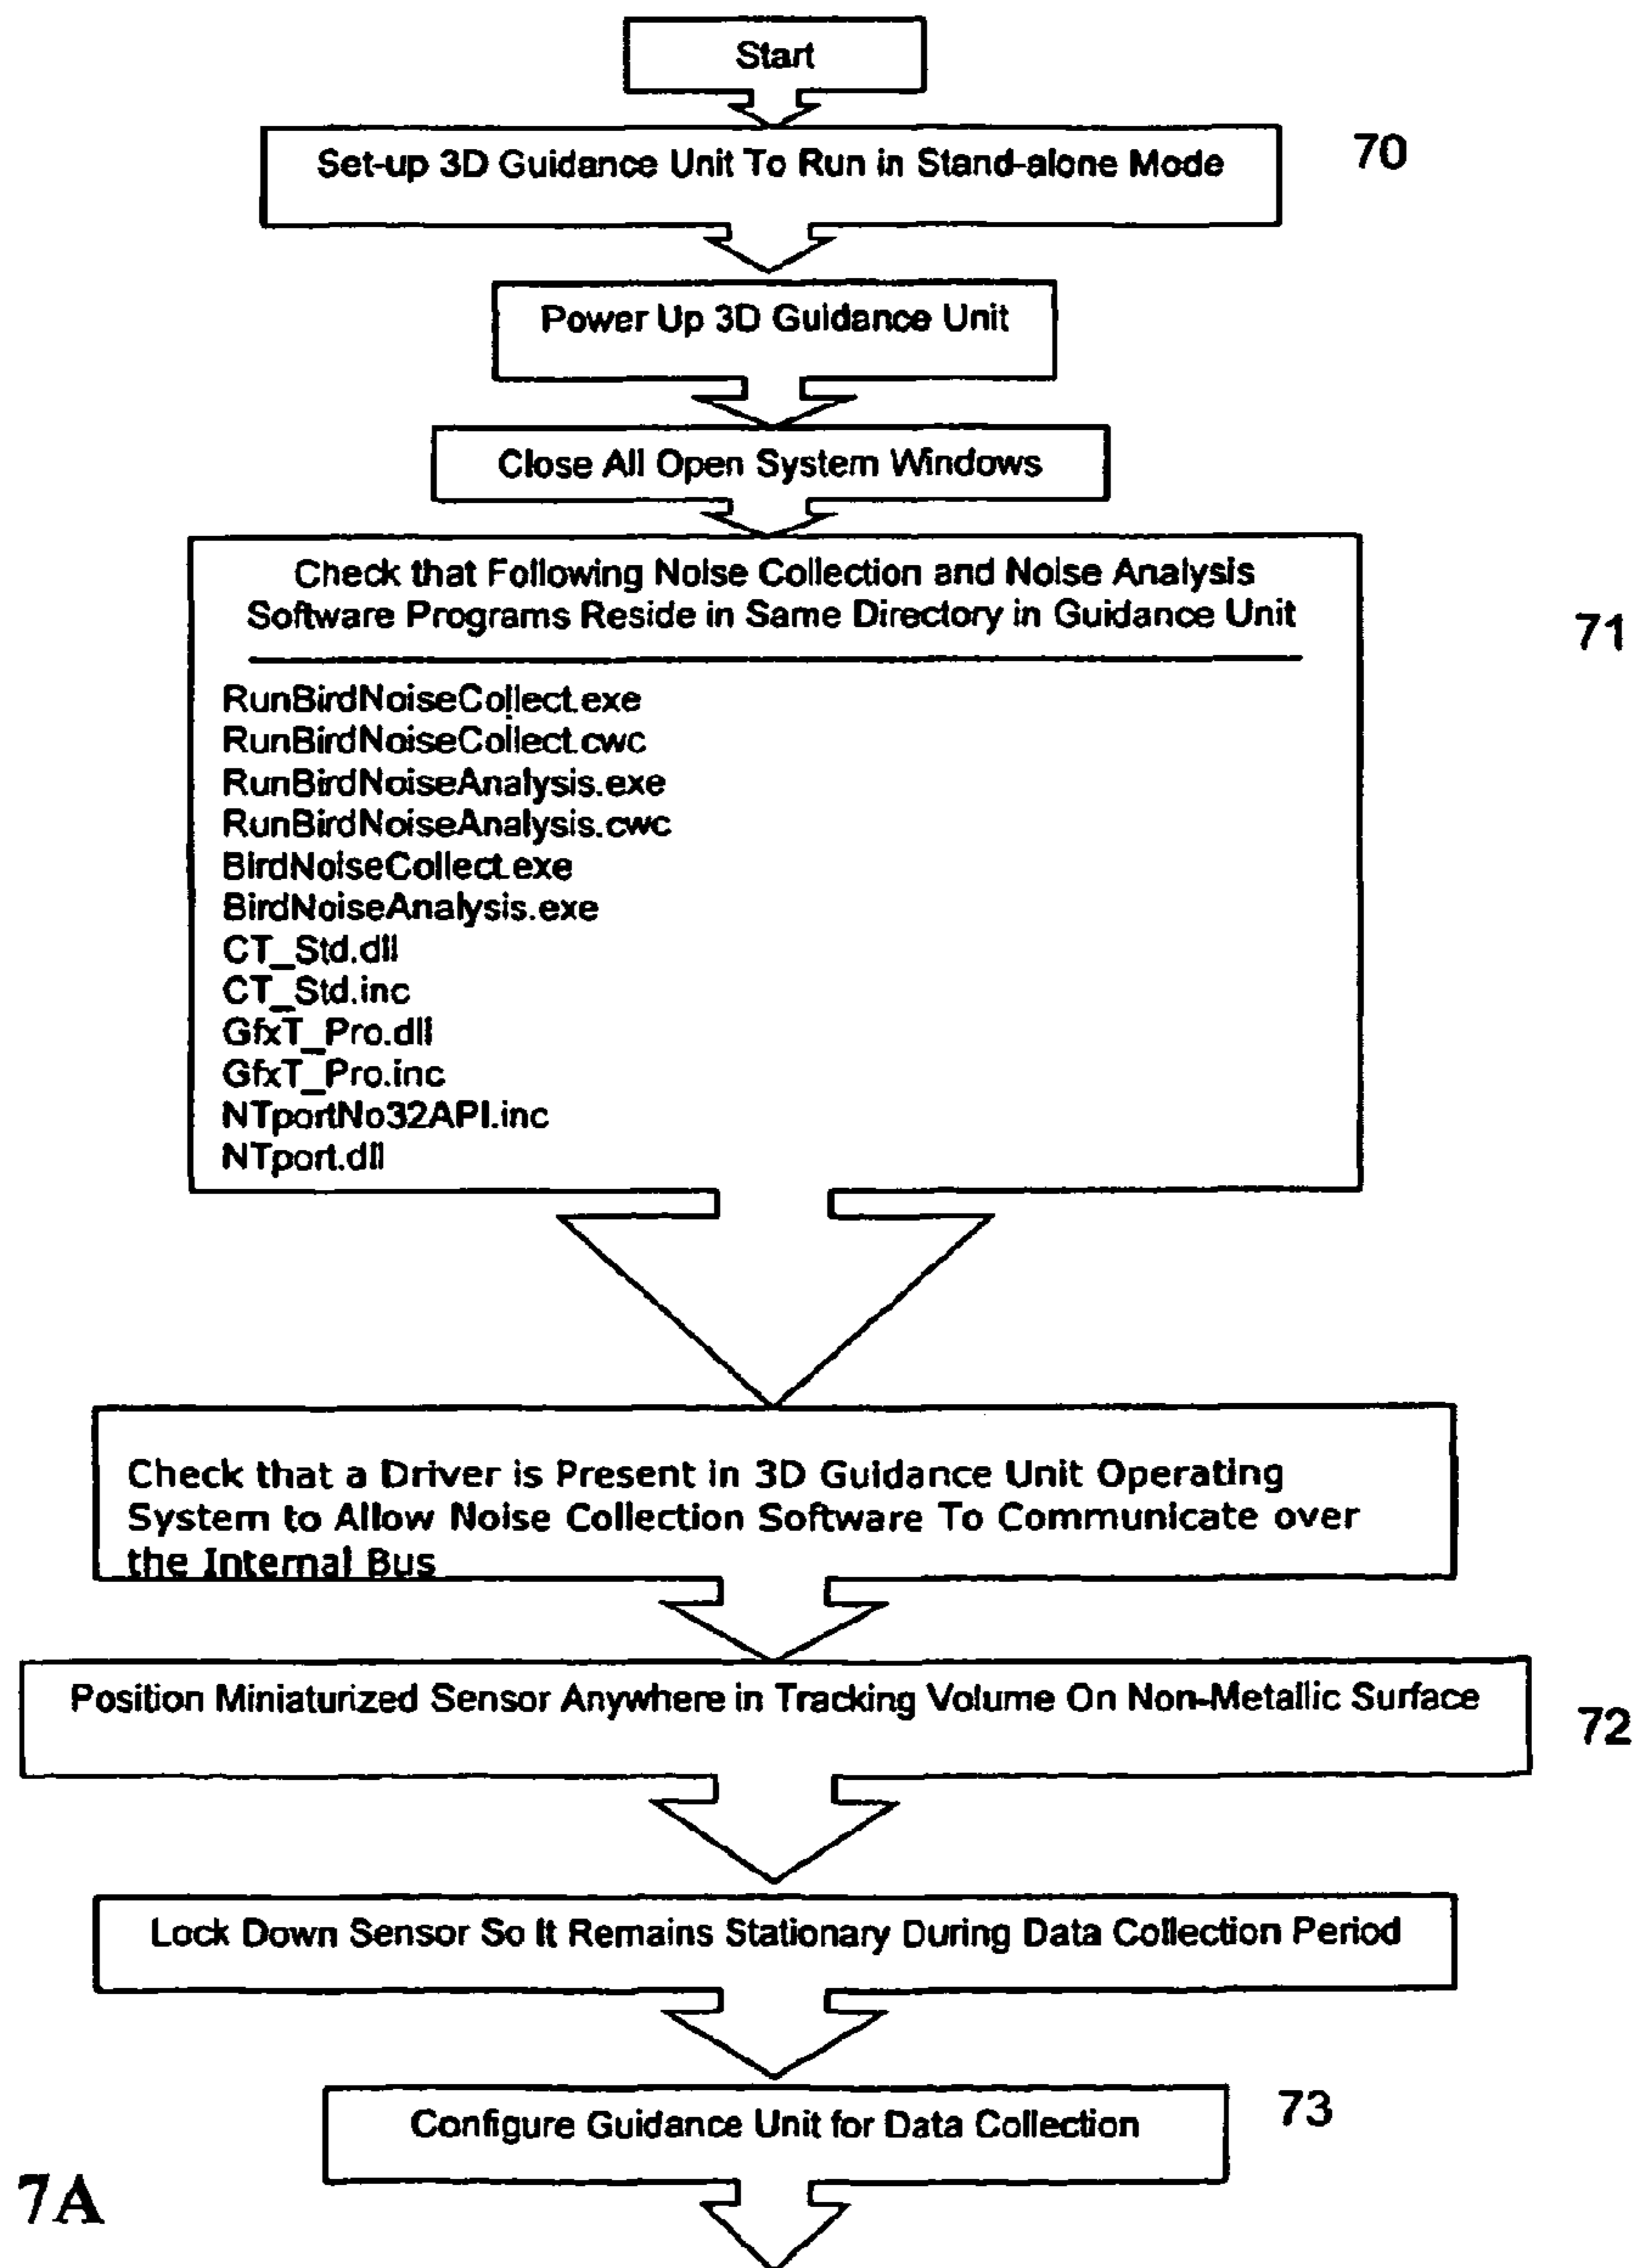 Start
Set-up 3D Guidance Unit To Run in Stand-alone Mode
70
Power Up 3D Guidance Unit
Close All Open System Windows
Check that Following Noise Collection and Noise Analysis
Software Programs Reside in Same Directory in Guidance Unit
71
RunBirdNoiseCollect.exe
RunBirdNoiseCollect.cwc
RunBirdNoiseAnalysis.exe
RunBirdNoiseAnalysis.cwc
BirdNoiseCollect.exe
BirdNoiseAnalysis.exe
CT_Std.dll
CT_Std.inc
GfxT_Pro.dll
GfxT_Pro.inc
NTportNo32API.inc
NTport.dll
Check that a Driver is Present in 3D Guidance Unit Operating
System to Allow Noise Collection Software To Communicate over
the Internal Bus
Position Miniaturized Sensor Anywhere in Tracking Volume On Non-Metallic Surface
72
Lock Down Sensor So It Remains Stationary During Data Collection Period
Configure Guidance Unit for Data Collection
73
7A